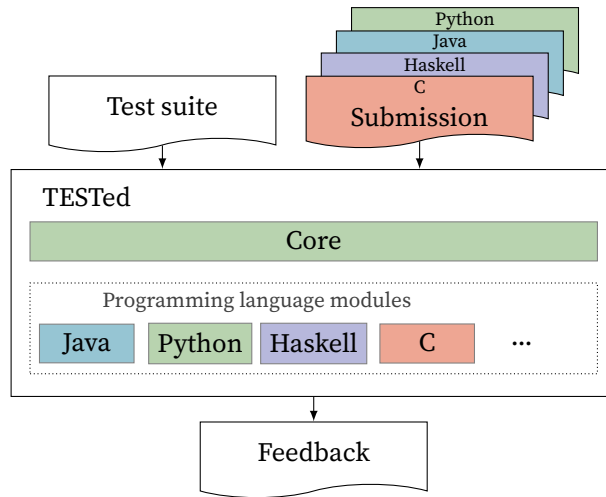 Python
Java
Haskell
C
Test suite
Submission
TESTed
Core
Programming language modules
Java Python Haskell C ...
Feedback